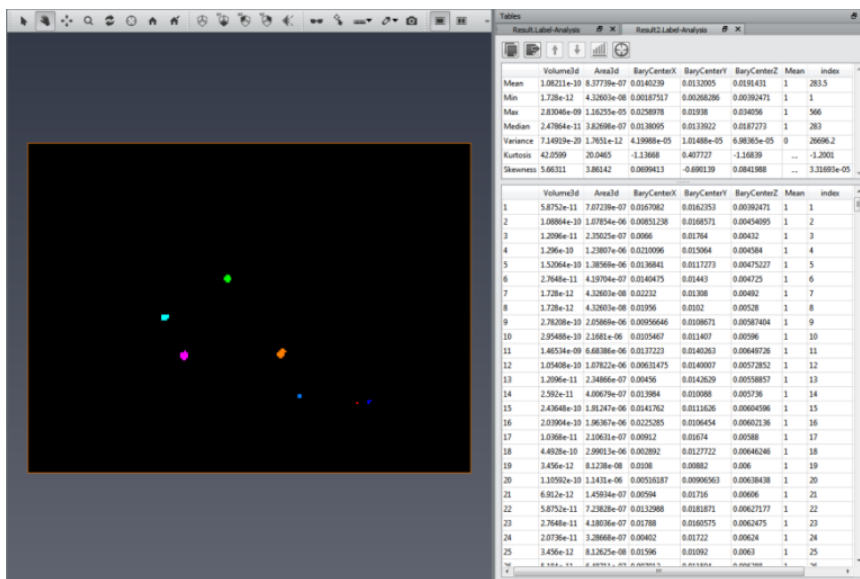 Tables
Result.Label-Analysis Result2.Label-Analysis
Volume3d Area3d BaryCenterX BaryCenterY BaryCenterZ Mean index
Mean 1.08211e-10 8.37739e-07 0.0140239 0.0132005 0.0191431 1 283.5
Min 1.728e-12 4.32603e-08 0.00187517 0.00268286 0.00392471 1 1
Max 2.83046e-09 1.16255e-05 0.0258978 0.01938 0.034056 1 566
Median 2.47864e-11 3.82698e-07 0.0138095 0.0133922 0.0187273 1 283
Variance 7.14919e-20 1.7651e-12 4.19988e-05 1.01488e-05 6.98365e-05 0 26696.2
Kurtosis 42.0599 20.0465 -1.13668 0.407727 -1.16839 ... -1.2001
Skewness 5.66311 3.86142 0.0699413 -0.690139 0.0841988 ... 3.31693e-05
Volume3d Area3d BaryCenterX BaryCenterY BaryCenterZ Mean index
1 5.8752e-11 7.07239e-07 0.0167082 0.0162353 0.00392471 1 1
2 1.08864e-10 1.07854e-06 0.00851238 0.0168571 0.00454095 1 2
3 1.2096e-11 2.35025e-07 0.0066 0.01764 0.00432 1 3
4 1.296e-10 1.23807e-06 0.0210096 0.015064 0.004584 1 4
5 1.52064e-10 1.38569e-06 0.0136841 0.0117273 0.00475227 1 5
6 2.7648e-11 4.19704e-07 0.0140475 0.01443 0.004725 1 6
7 1.728e-12 4.32603e-08 0.02232 0.01308 0.00492 1 7
8 1.728e-12 4.32603e-08 0.01956 0.0102 0.00528 1 8
9 2.78208e-10 2.05869e-06 0.00956646 0.0108671 0.00587404 1 9
10 2.95488e-10 2.1681e-06 0.0105467 0.011407 0.00596 1 10
11 1.46534e-09 6.68386e-06 0.0137223 0.0140263 0.00649726 1 11
12 1.05408e-10 1.07822e-06 0.00631475 0.0140007 0.00572852 1 12
13 1.2096e-11 2.34866e-07 0.00456 0.0142629 0.00558857 1 13
14 2.592e-11 4.00679e-07 0.013984 0.010088 0.005736 1 14
15 2.43648e-10 1.91247e-06 0.0141762 0.0111626 0.00604596 1 15
16 2.03904e-10 1.96367e-06 0.0225285 0.0106454 0.00602136 1 16
17 1.0368e-11 2.10631e-07 0.00912 0.01674 0.00588 1 17
18 4.4928e-10 2.99013e-06 0.002892 0.0127722 0.00646246 1 18
19 3.456e-12 8.1238e-08 0.0108 0.00882 0.006 1 19
20 1.10592e-10 1.1431e-06 0.00516187 0.00906563 0.00638438 1 20
21 6.912e-12 1.45934e-07 0.00594 0.01716 0.00606 1 21
22 5.8752e-11 7.23828e-07 0.0132988 0.0181871 0.00627177 1 22
23 2.7648e-11 4.18036e-07 0.01788 0.0160575 0.0062475 1 23
24 2.0736e-11 3.28668e-07 0.00402 0.01722 0.00624 1 24
25 3.456e-12 8.12625e-08 0.01596 0.01092 0.0063 1 25